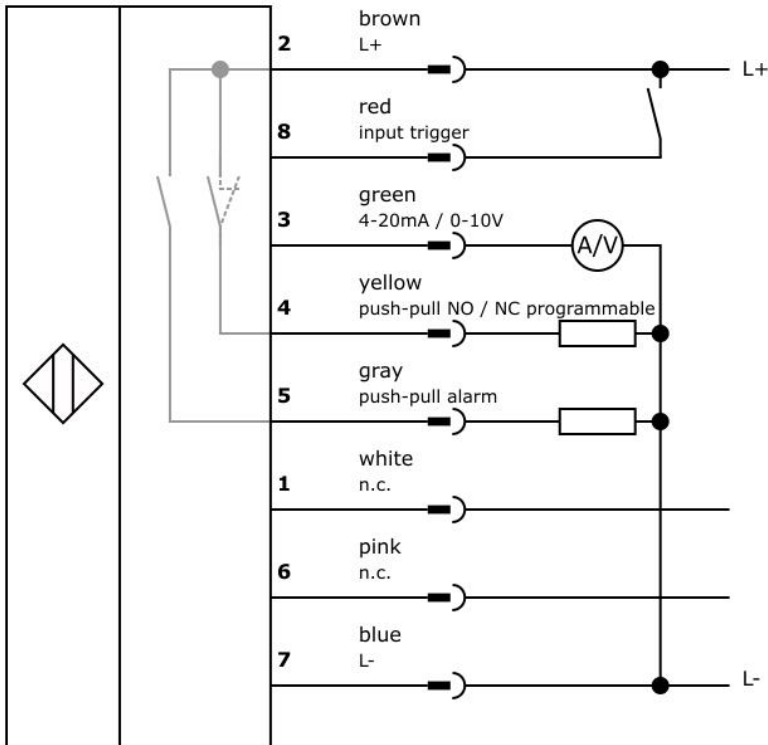 brown
2
L+
L+
red
8
input trigger
green
3
4-20mA / 0-10V
A/V
yellow
4
push-pull NO / NC programmable
gray
5
push-pull alarm
white
1
n.c.
pink
6
n.c.
blue
7
L-
L-